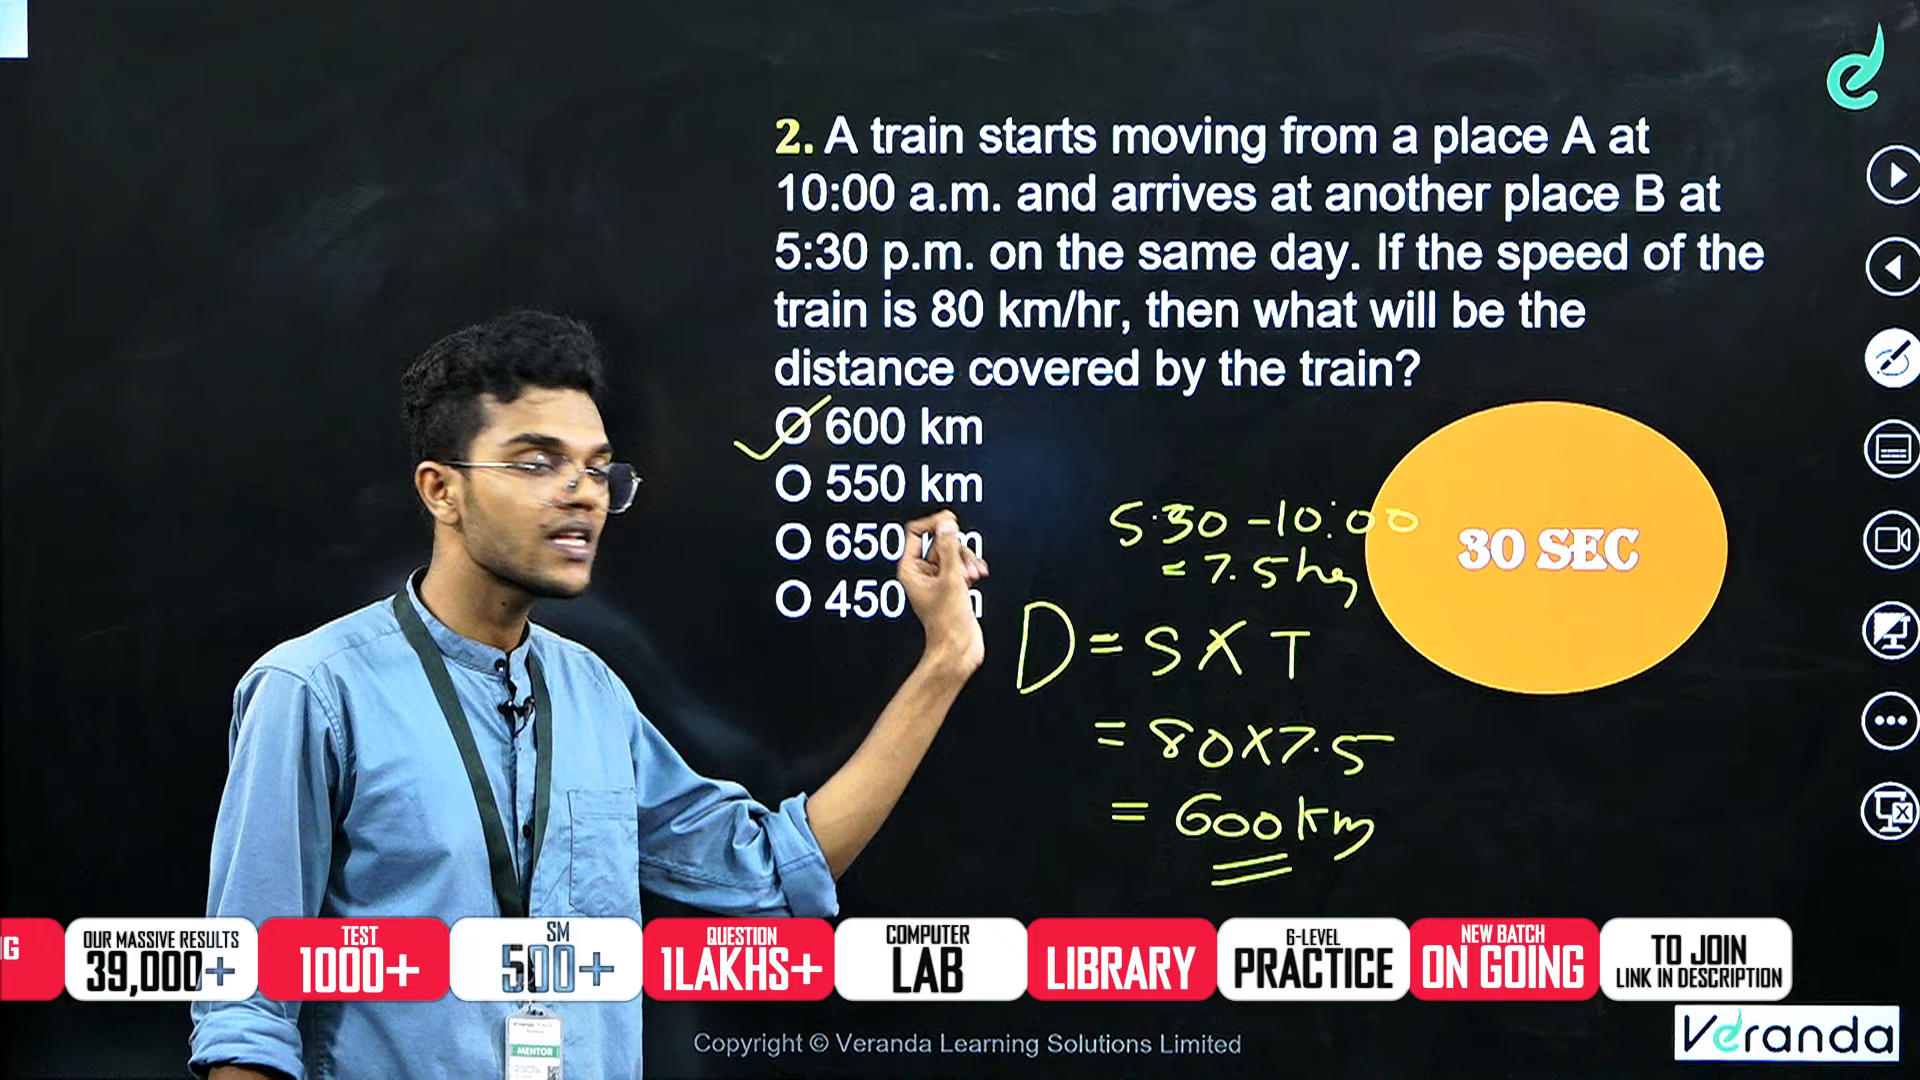 2. A train starts moving from a place A at
10:00 a.m. and arrives at another place B at
5:30 p.m. on the same day. If the speed of the
train is 80 km/hr, then what will be the
distance covered by the train?
O 600 km
O 550 km
O 650
O 450
5.30 - 10:00
= 7.5 hrs
D = S X T
= 80 X 7.5
= 600 km
30 SEC
G
OUR MASSIVE RESULTS
39,000+
TEST
1000+
SM
500+
QUESTION
1LAKHS+
COMPUTER
LAB
LIBRARY
6-LEVEL
PRACTICE
NEW BATCH
ON GOING
TO JOIN
LINK IN DESCRIPTION
MENTOR
Copyright © Veranda Learning Solutions Limited
Veranda